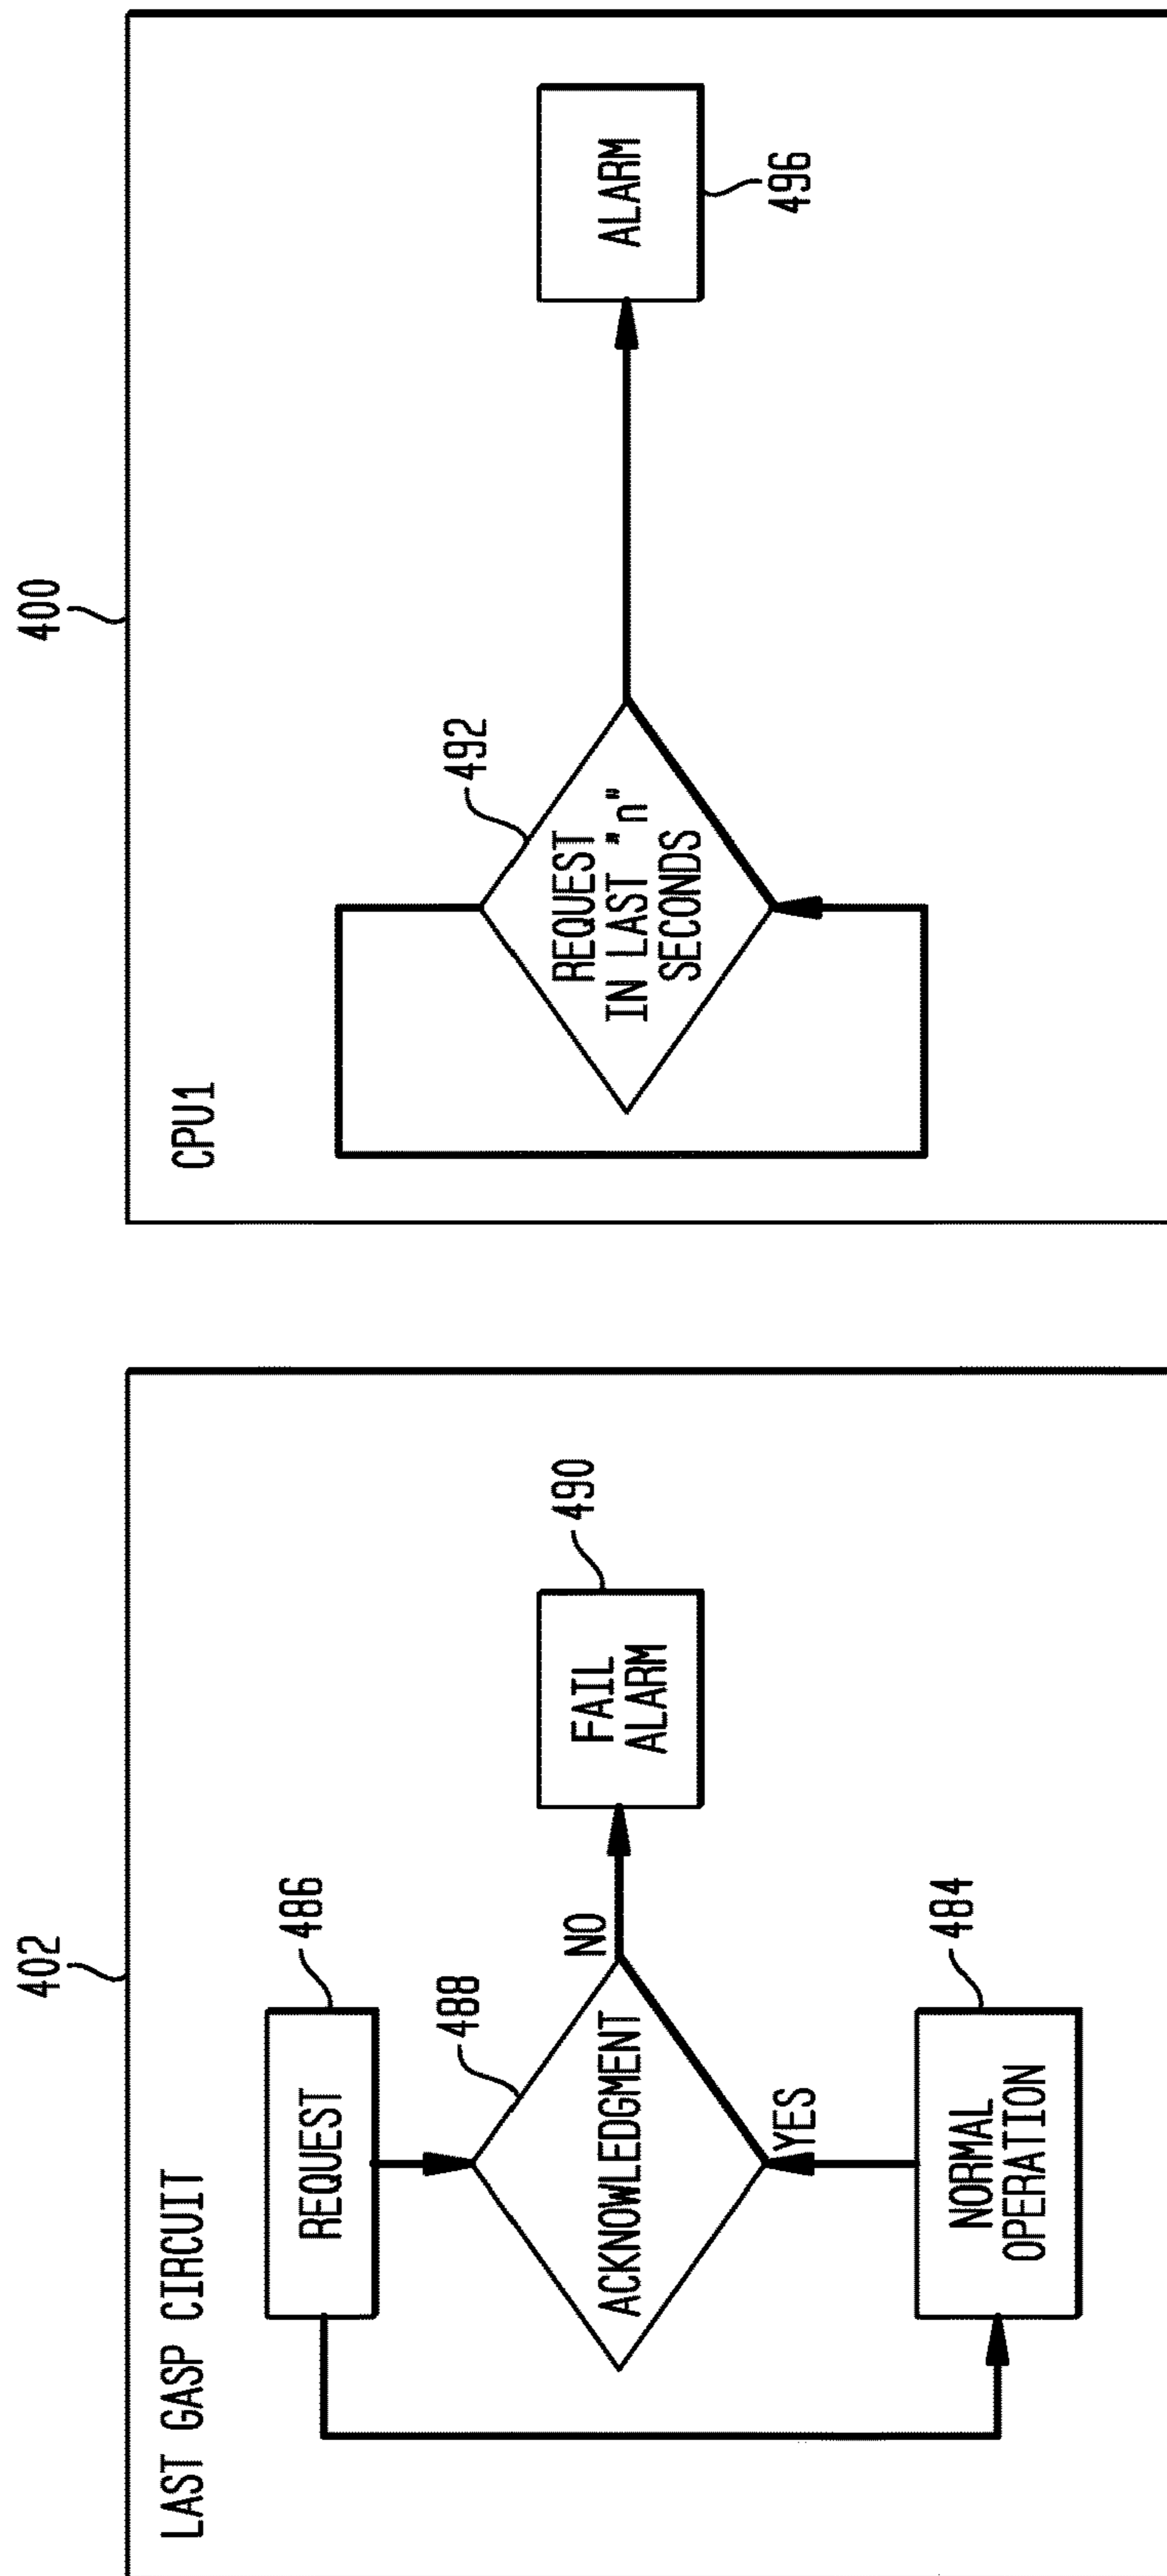 402
LAST GASP CIRCUIT
REQUEST
486
488
ACKNOWLEDGMENT
NO
FAIL
ALARM
490
YES
NORMAL
OPERATION
484
400
CPU1
492
REQUEST
IN LAST "n"
SECONDS
ALARM
496